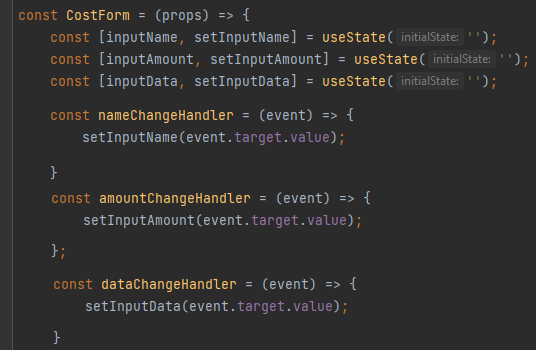 const CostForm = (props) => {
const [inputName, setInputName] = useState( initialState: '');
const [inputAmount, setInputAmount] = useState( initialState: '');
const [inputData, setInputData] = useState( initialState: '');
const nameChangeHandler = (event) => {
setInputName(event.target.value);
}
const amountChangeHandler = (event) => {
setInputAmount(event.target.value);
};
const dataChangeHandler = (event) => {
setInputData(event.target.value);
}